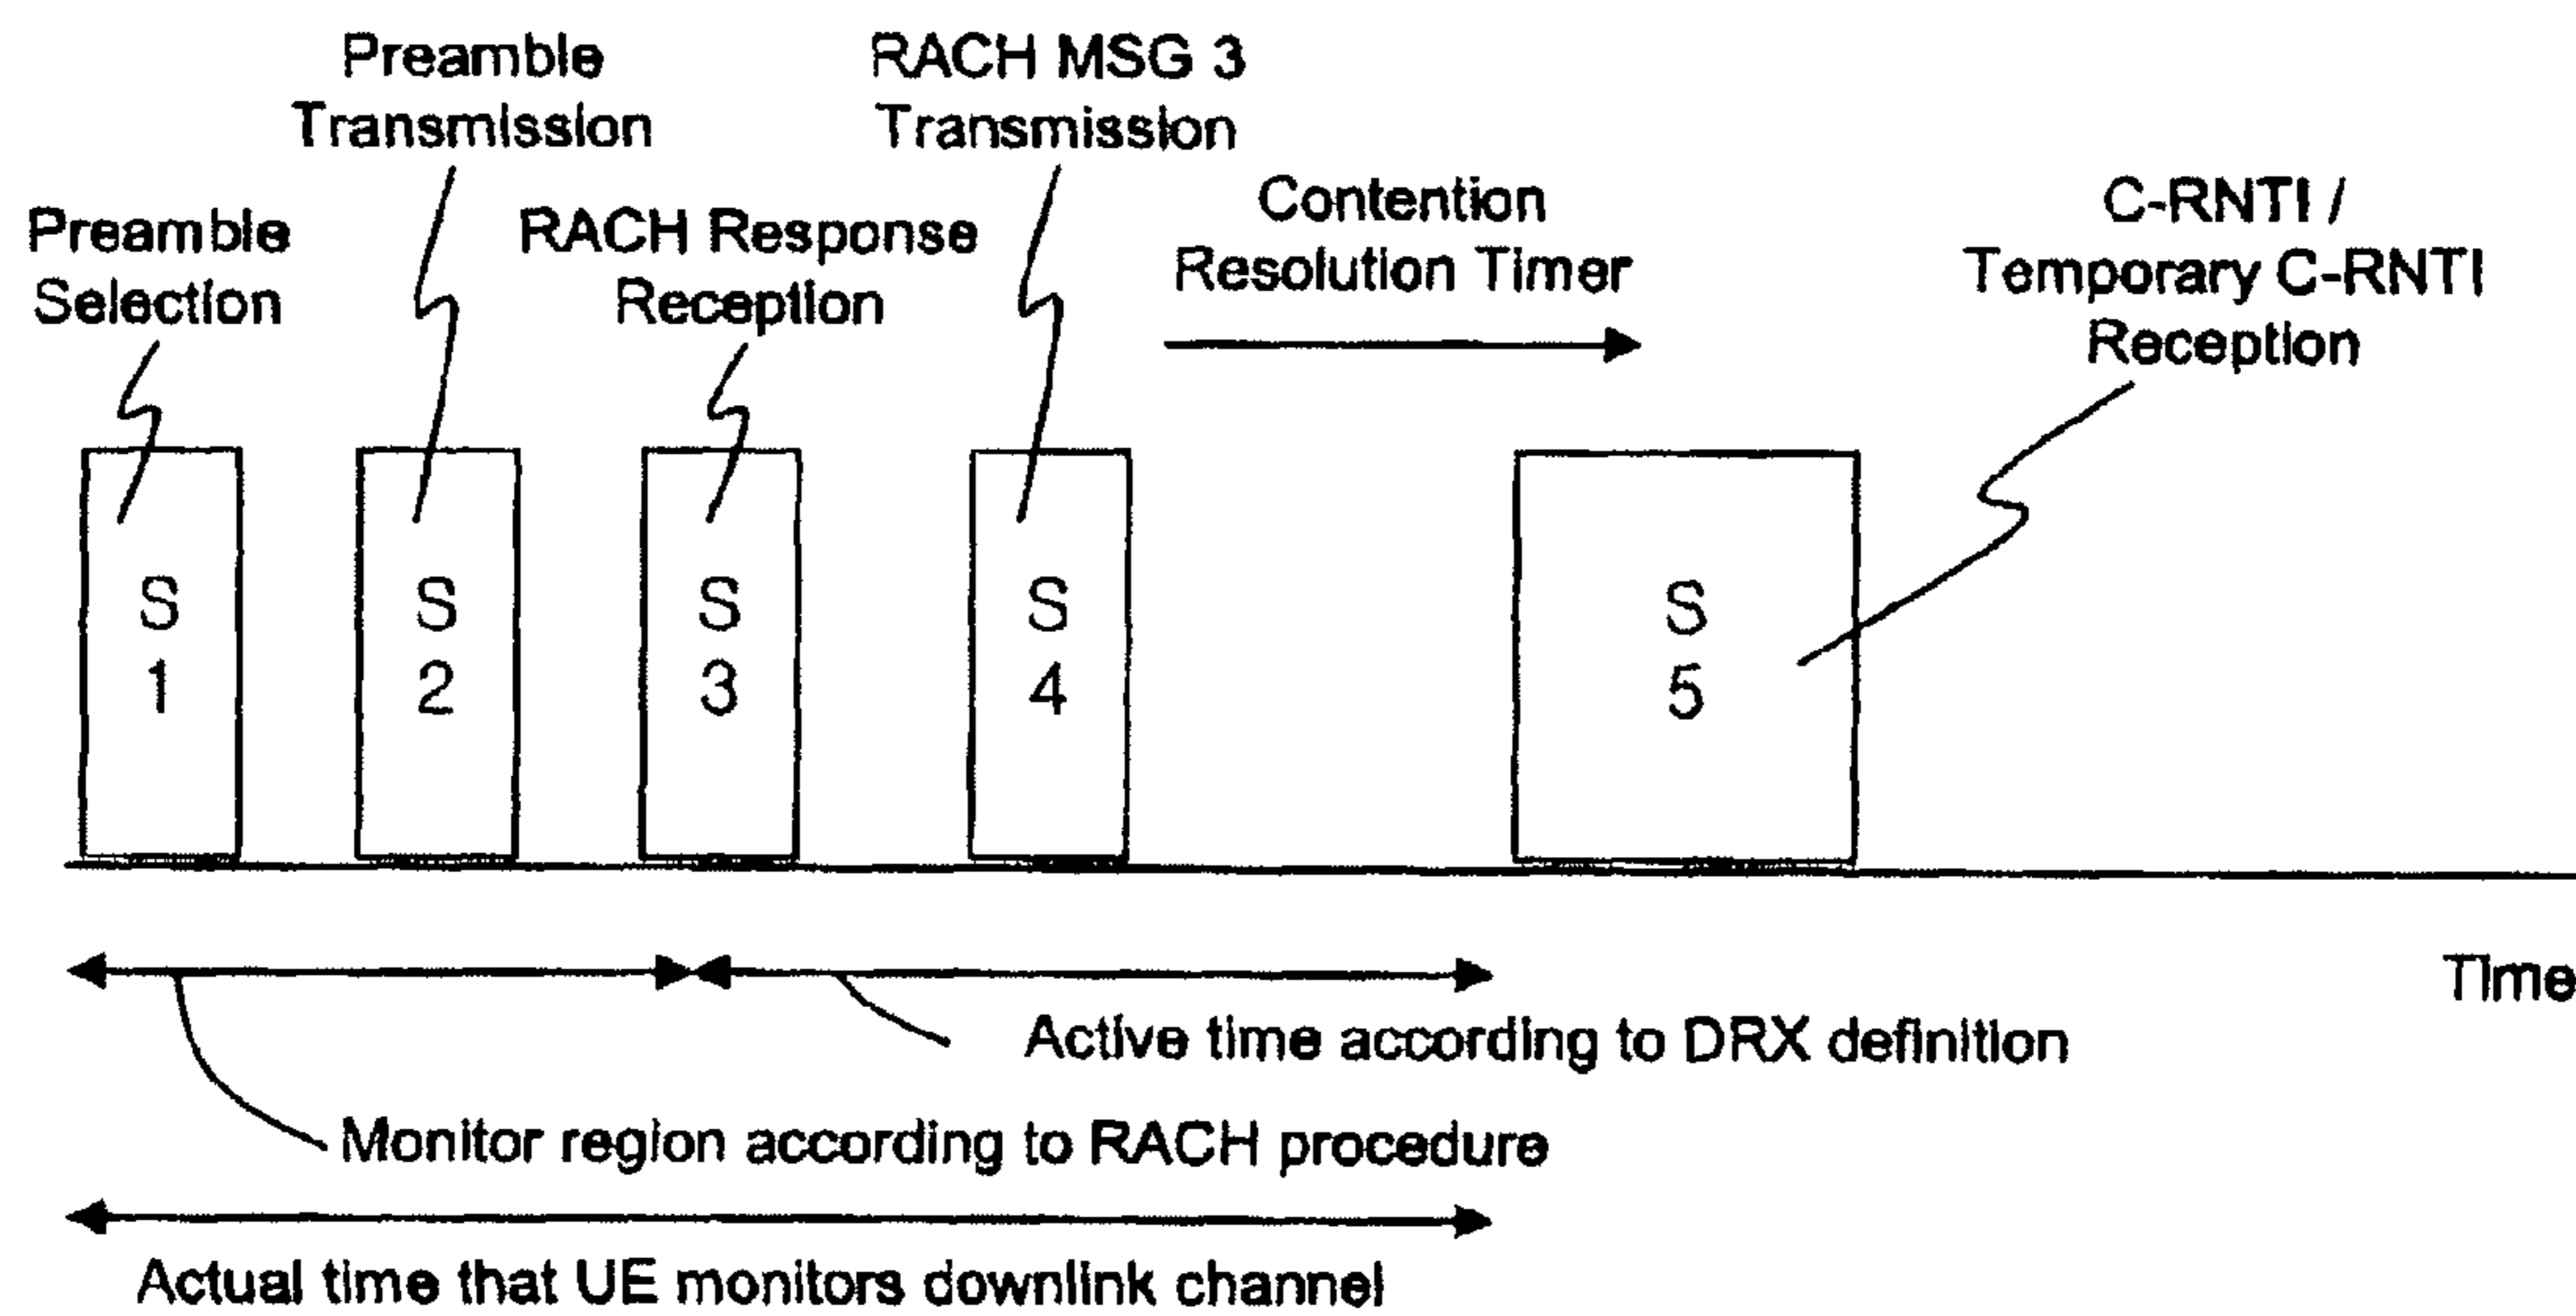 Preamble
Transmission
RACH MSG 3
Transmission
Preamble
Selection
RACH Response
Reception
Contention
Resolution Timer
C-RNTI /
Temporary C-RNTI
Reception
S
1
S
2
S
3
S
4
S
5
Time
Active time according to DRX definition
Monitor region according to RACH procedure
Actual time that UE monitors downlink channel